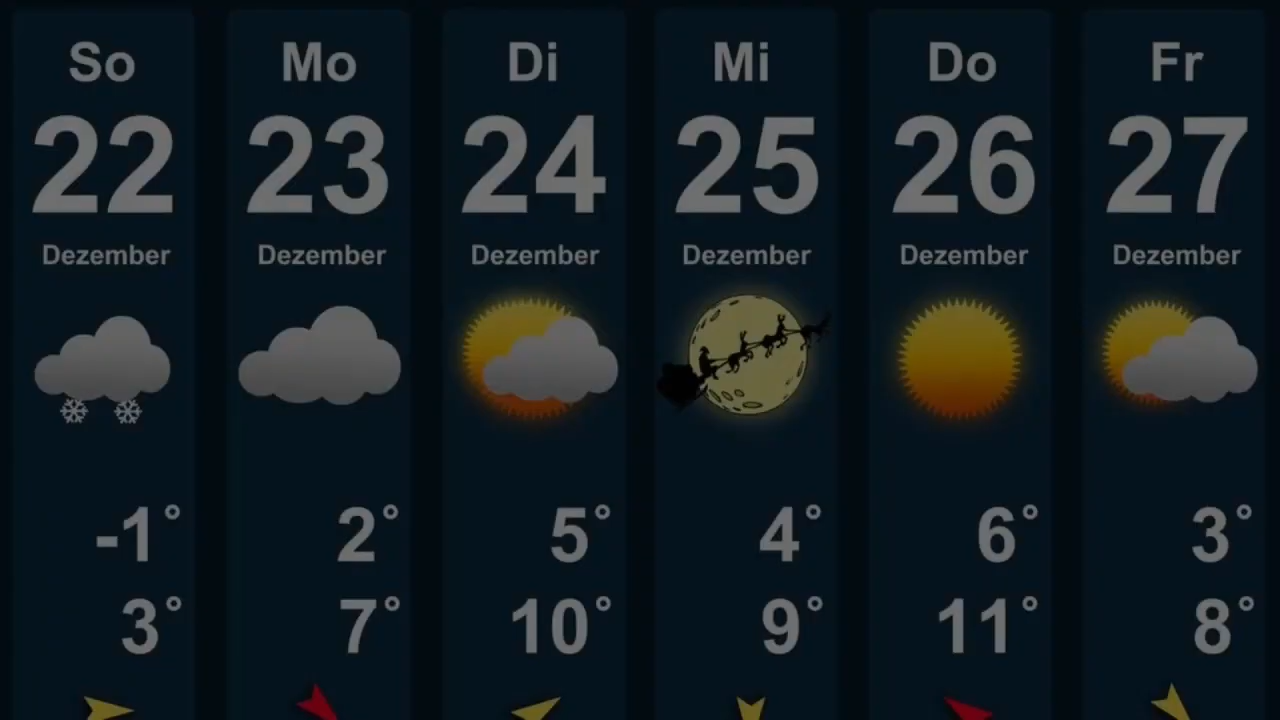 So Mo Di Mi Do Fr
22 23 24 25 26 27
Dezember Dezember Dezember Dezember Dezember Dezember
-1° 2° 5° 4° 6° 3°
3° 7° 10° 9° 11° 8°